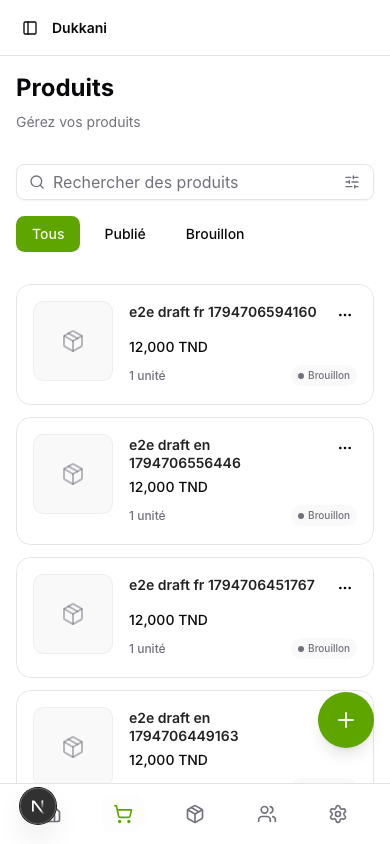 Dukkani
Produits
Gérez vos produits
Rechercher des produits
Tous Publié Brouillon
e2e draft fr 1794706594160
12,000 TND
1 unité Brouillon
e2e draft en
1794706556446
12,000 TND
1 unité Brouillon
e2e draft fr 1794706451767
12,000 TND
1 unité Brouillon
e2e draft en
1794706449163
12,000 TND
N